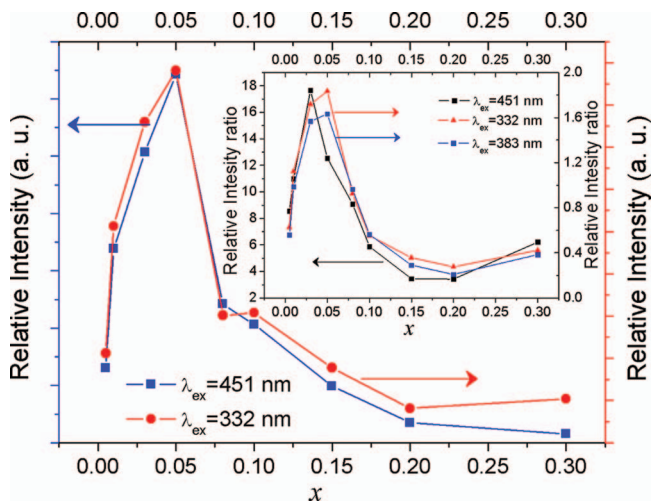 0.00 0.05 0.10 0.15 0.20 0.25 0.30
Relative Intensity (a. u.)
Relative Intesity ratio
18
16
14
12
10
8
6
4
2
0
λex=451 nm
λex=332 nm
λex=383 nm
2.0
1.6
1.2
0.8
0.4
0.0
Relative Intesity ratio
0.00 0.05 0.10 0.15 0.20 0.25 0.30
x
Relative Intensity (a. u.)
λex=451 nm
λex=332 nm
0.00 0.05 0.10 0.15 0.20 0.25 0.30
x